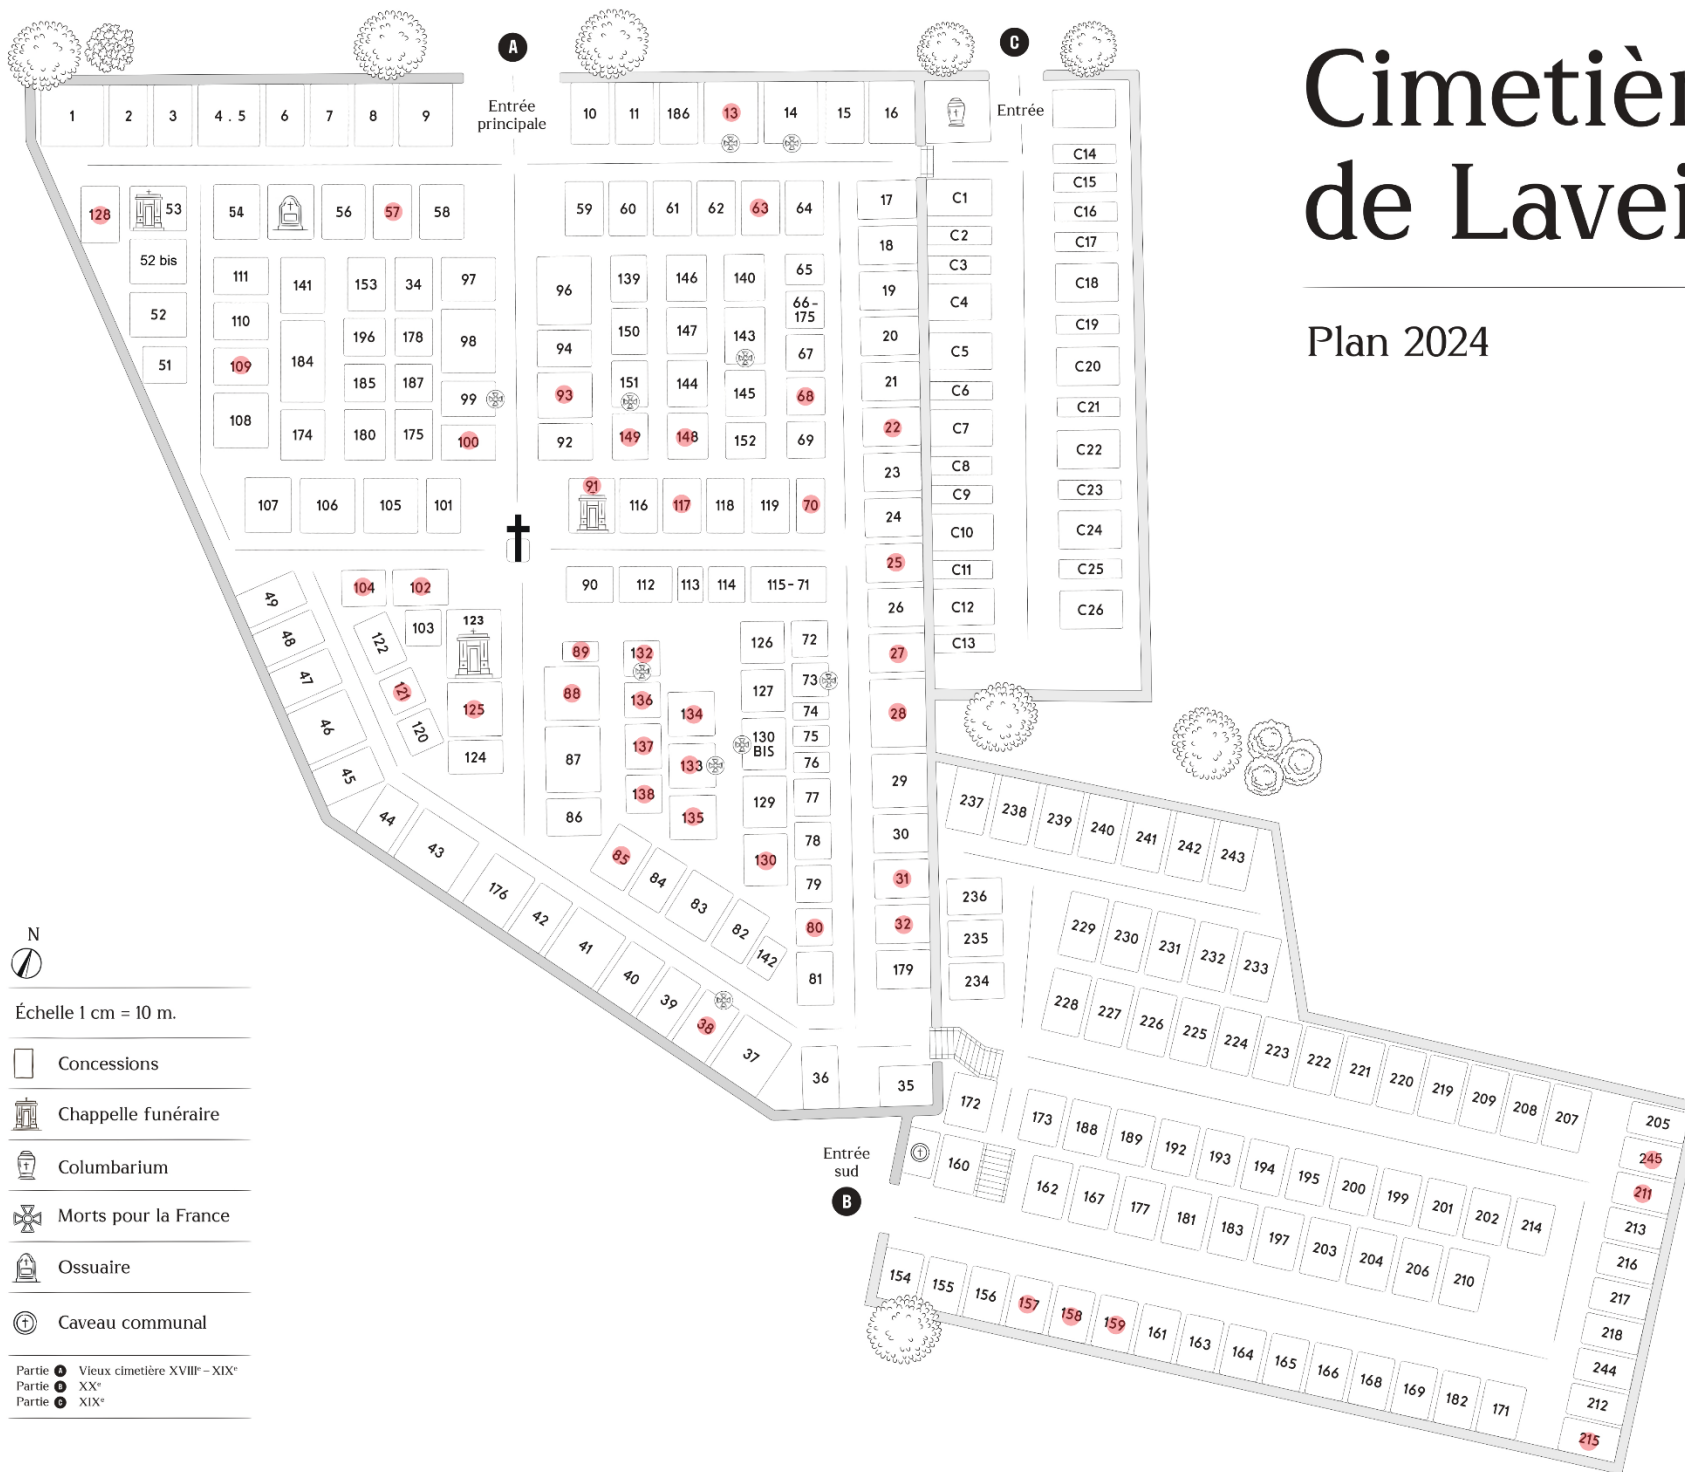 Cimetièr
de Lavei
Plan 2024
A
C
Entrée
principale
Entrée
1 2 3 4 . 5 6 7 8 9
10 11 186 13 14 15 16
128 53 54 56 57 58
59 60 61 62 63 64 17 C1
C14
C15
C16
C17
C18
C19
C20
C21
C22
C23
C24
C25
C26
52 bis
52
51
111 141 153 34 97
110 196 178 98
109 184 185 187 99
108 174 180 175 100
96 139 146 140 65
94 150 147 143 66-
175
67
93 151 144 145 68
92 149 148 152 69
18 C2
19 C3
C4
20 C5
21 C6
22 C7
23 C8
24 C9
25 C10
26 C11
27 C12
28 C13
107 106 105 101
91 116 117 118 119 70
90 112 113 114 115-71
49
48
47
46
45
104 102
122 103 123
121 125
120 124
89 132 126 72
88 136 134 127 73
74
87 137 133 130
BIS
75
76
138 135 129 77
86 78
85 84 83 82 142
130 79
80
81
29
30
31
32
179
44 43 176 42 41 40 39 38 37 36 35
237 238 239 240 241 242 243
236
235
234
229 230 231 232 233
228 227 226 225 224 223 222 221 220 219 209 208 207
205
245
211
213
216
217
218
244
212
215
172
160
173 188 189 192 193 194 195 200 199 201 202 214
162 167 177 181 183 197 203 204 206 210
Entrée
sud
B
154 155 156 157 158 159 161 163 164 165 166 168 169 182 171
N
Échelle 1 cm = 10 m.
Concessions
Chappelle funéraire
Columbarium
Morts pour la France
Ossuaire
Caveau communal
Partie A Vieux cimetière XVIIIᵉ – XIXᵉ
Partie B XXᵉ
Partie C XIXᵉ